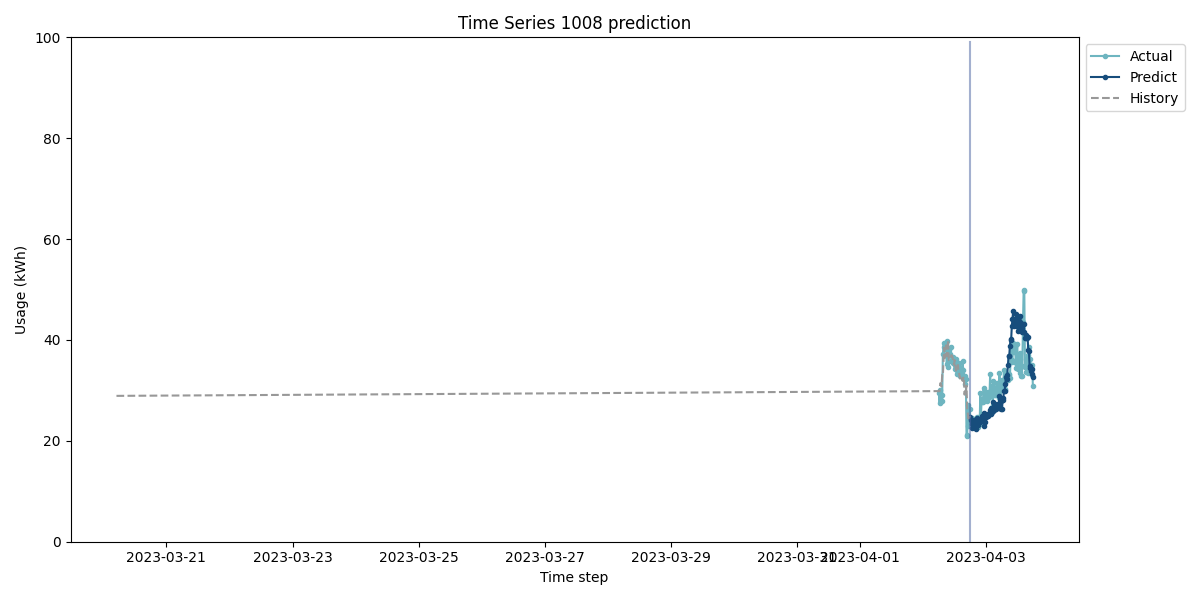 Time Series 1008 prediction
100
80
60
40
20
0
Usage (kWh)
2023-03-21
2023-03-23
2023-03-25
2023-03-27
2023-03-29
2023-03-31
2023-04-01
2023-04-03
Time step
Actual
Predict
History